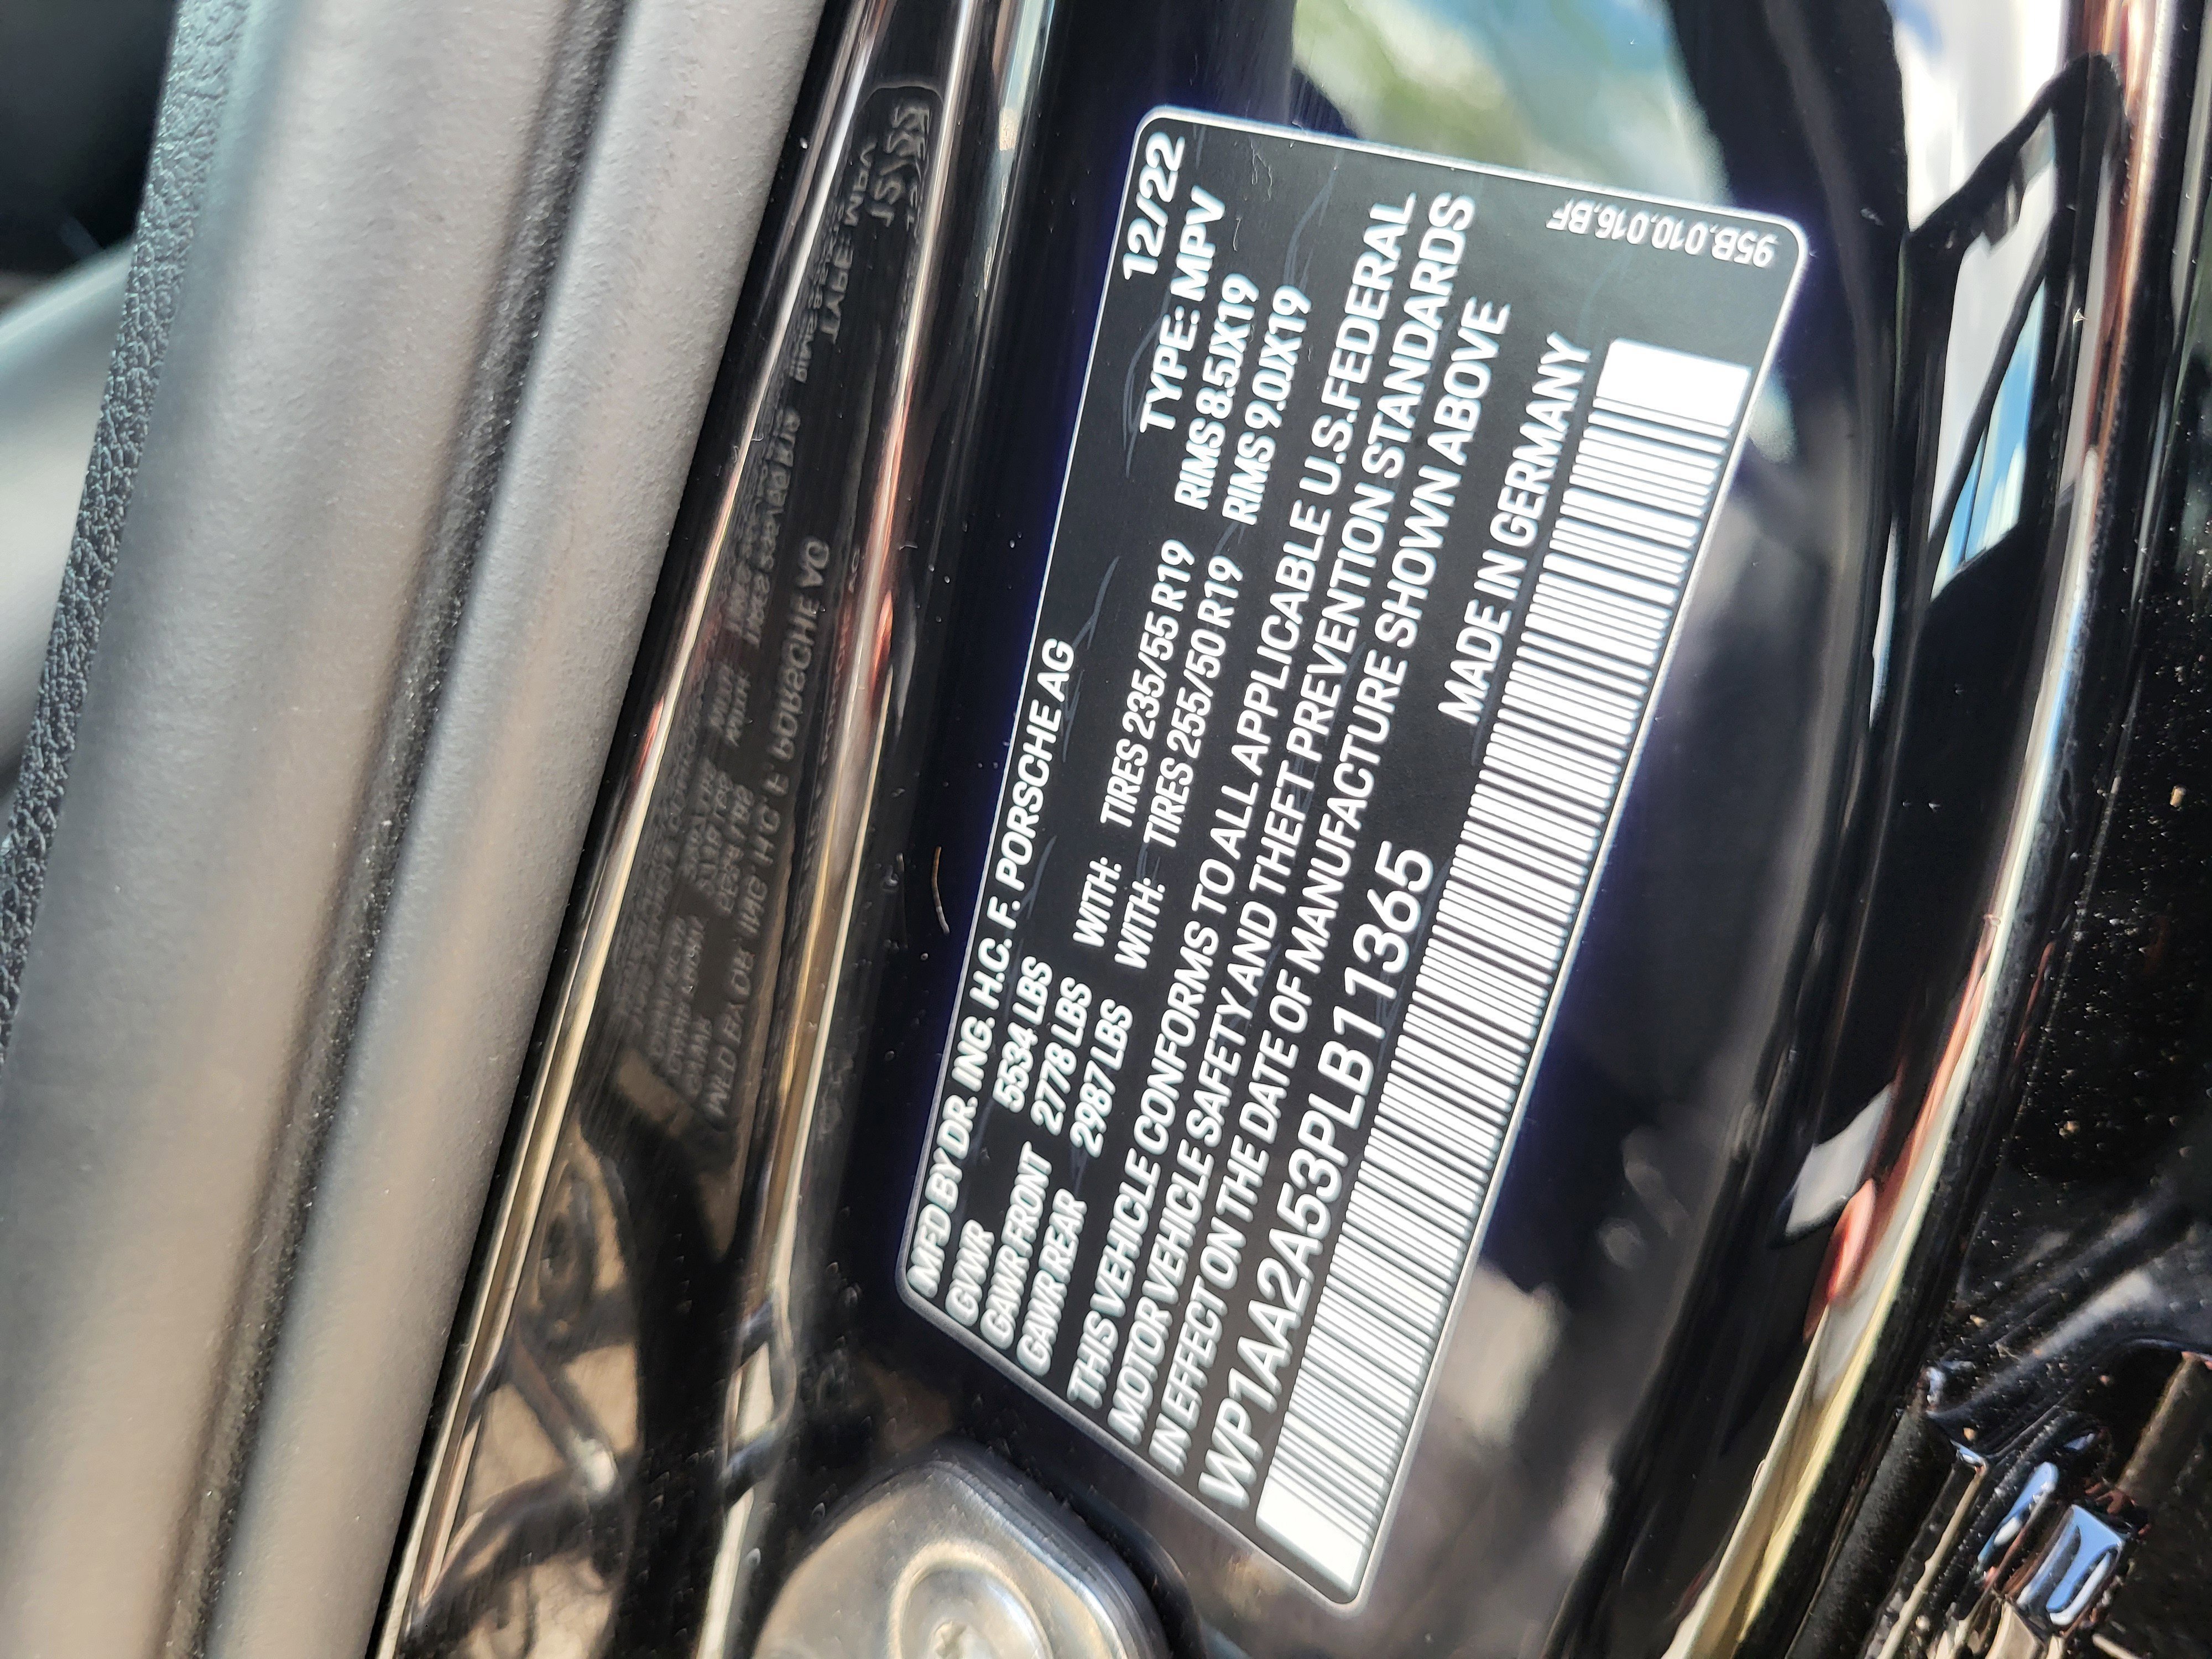 12/22
MFD BY DR. ING. H.C. F. PORSCHE AG
TYPE: MPV
GVWR 5534 LBS
GAWR FRONT 2778 LBS WITH: TIRES 235/55 R19 RIMS 8.5JX19
GAWR REAR 2987 LBS WITH: TIRES 255/50 R19 RIMS 9.0JX19
THIS VEHICLE CONFORMS TO ALL APPLICABLE U.S.FEDERAL
MOTOR VEHICLE SAFETY AND THEFT PREVENTION STANDARDS
IN EFFECT ON THE DATE OF MANUFACTURE SHOWN ABOVE
WP1AA2A53PLB11365
MADE IN GERMANY
95B.010.016.BF